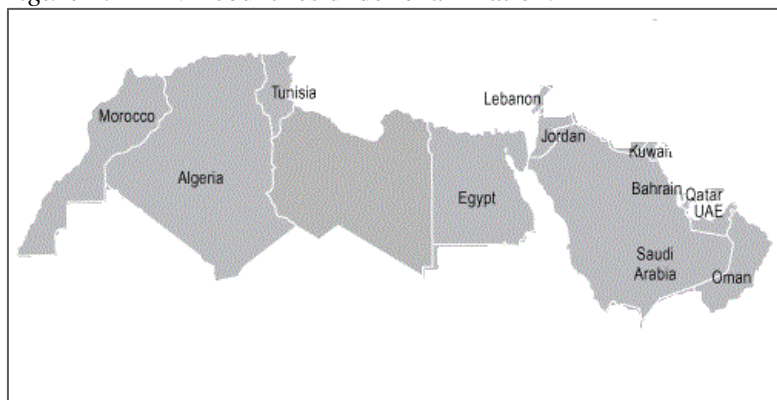 Tunisia
Morocco
Lebanon
Jordan
Kuwait
Algeria
Bahrain
Qatar
Egypt
UAE
Saudi
Arabia
Oman